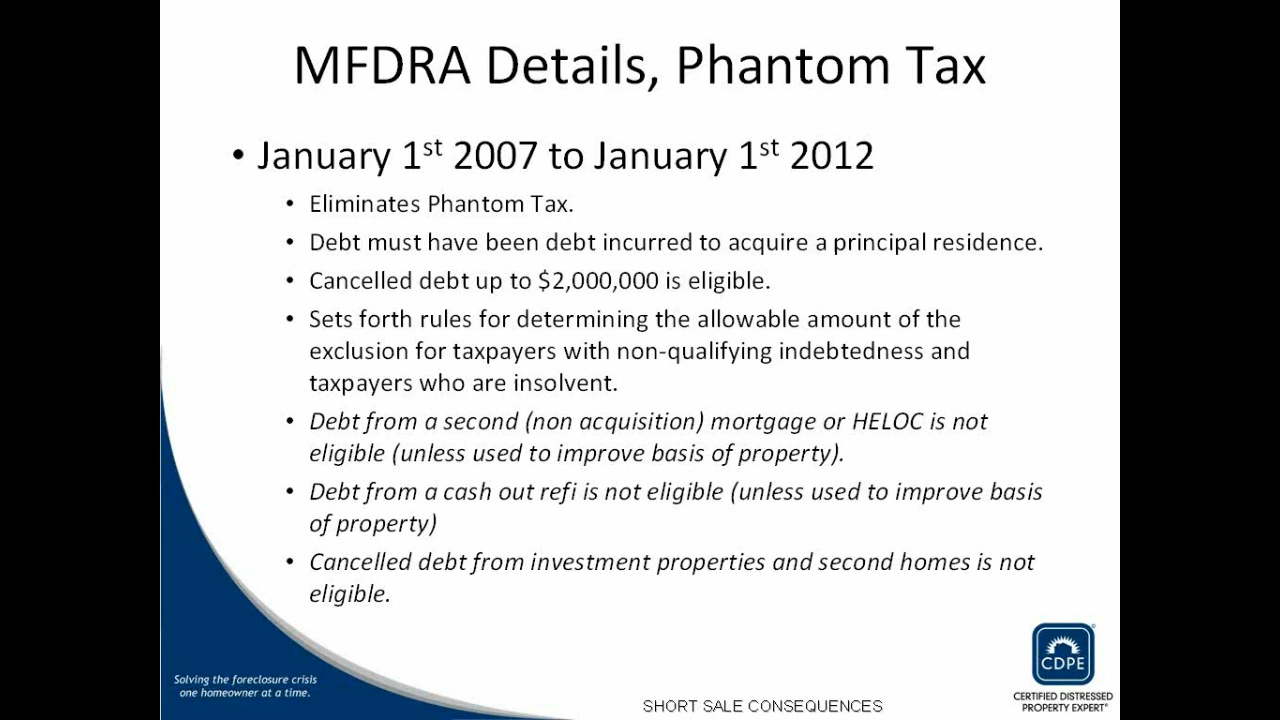 MFDRA Details, Phantom Tax
• January 1st 2007 to January 1st 2012
• Eliminates Phantom Tax.
• Debt must have been debt incurred to acquire a principal residence.
• Cancelled debt up to $2,000,000 is eligible.
• Sets forth rules for determining the allowable amount of the
exclusion for taxpayers with non-qualifying indebtedness and
taxpayers who are insolvent.
• Debt from a second (non acquisition) mortgage or HELOC is not
eligible (unless used to improve basis of property).
• Debt from a cash out refi is not eligible (unless used to improve basis
of property)
• Cancelled debt from investment properties and second homes is not
eligible.
Solving the foreclosure crisis
one homeowner at a time.
SHORT SALE CONSEQUENCES
CDPE
CERTIFIED DISTRESSED
PROPERTY EXPERT®